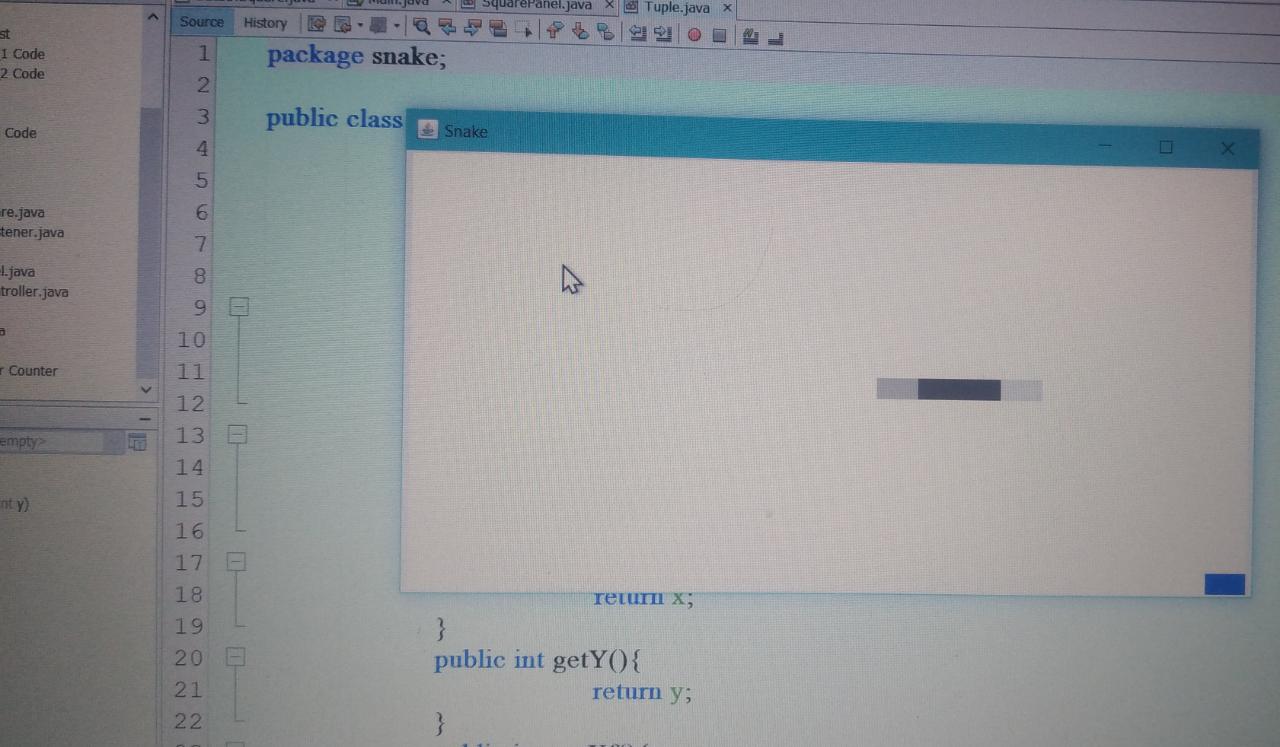 Main.java
SquarePanel.java
Tuple.java
Source
History
st
1 Code
2 Code
Code
re.java
tener.java
l.java
troller.java
a
r Counter
empty>
nt y)
1 package snake;
2
3 public class
4
5
6
7
8
9
10
11
12
13
14
15
16
17
18 return x;
19 }
20 public int getY(){
21 return y;
22 }
Snake